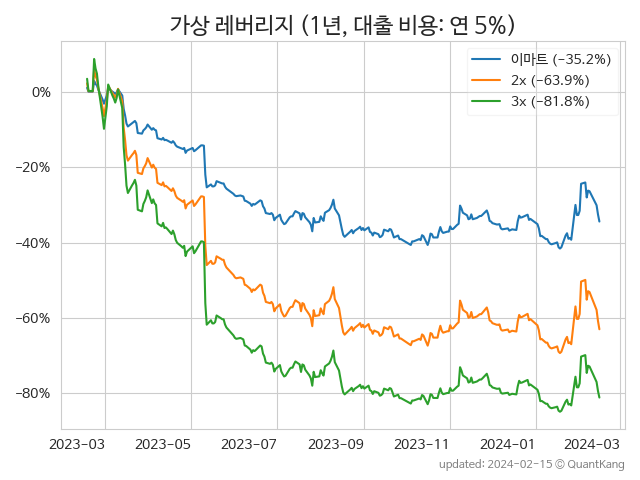 가상 레버리지 (1년, 대출 비용: 연 5%)
이마트 (−35.2%)
2x (−63.9%)
3x (−81.8%)
0%
−20%
−40%
−60%
−80%
2023-03 2023-05 2023-07 2023-09 2023-11 2024-01 2024-03
updated: 2024-02-15 © QuantKang